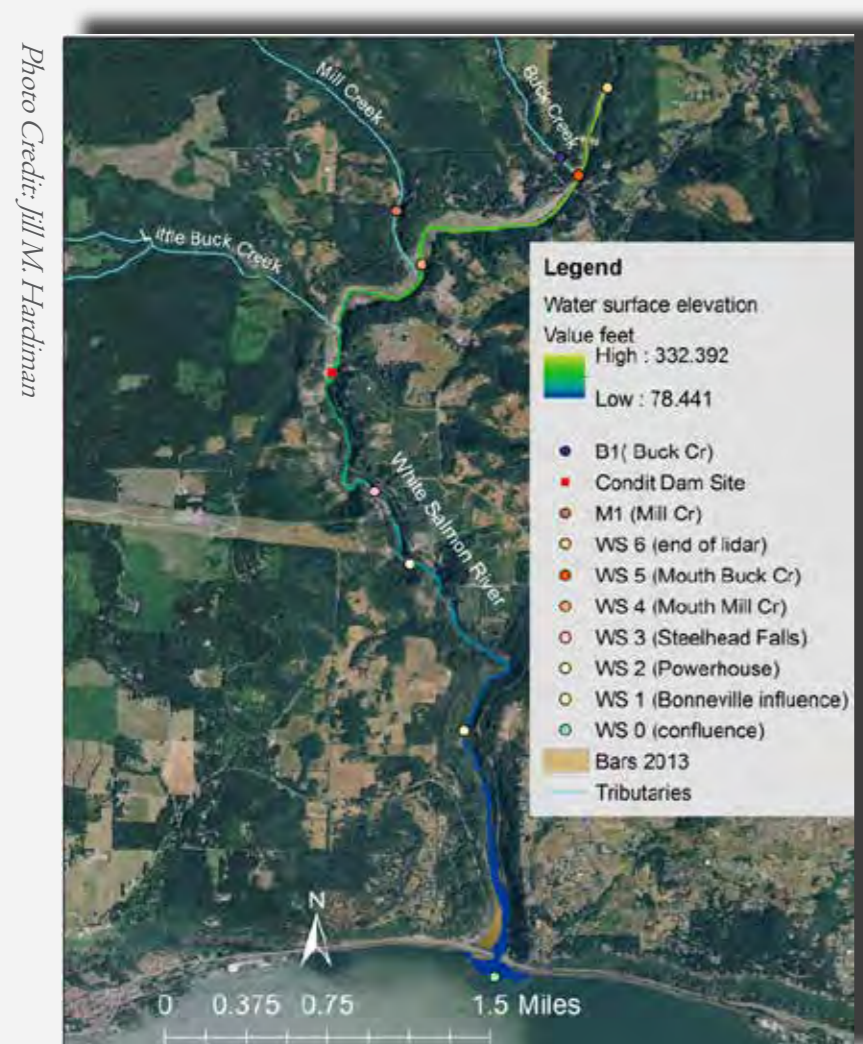 Photo Credit: Jill M. Hardiman
Mill Creek
Buck Creek
Little Buck Creek
White Salmon River
Legend
Water surface elevation
Value feet
High : 332.392
Low : 78.441
B1( Buck Cr)
Condit Dam Site
M1 (Mill Cr)
WS 6 (end of lidar)
WS 5 (Mouth Buck Cr)
WS 4 (Mouth Mill Cr)
WS 3 (Steelhead Falls)
WS 2 (Powerhouse)
WS 1 (Bonneville influence)
WS 0 (confluence)
Bars 2013
Tributaries
N
0 0.375 0.75 1.5 Miles